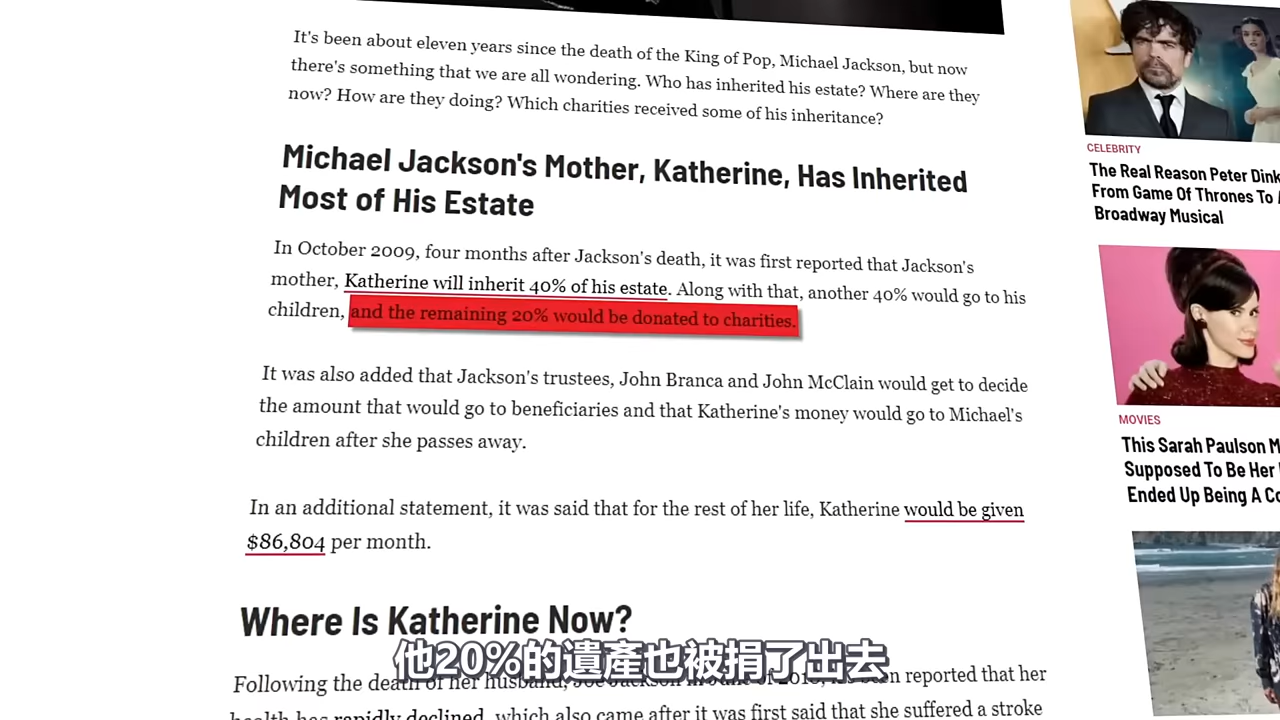 It's been about eleven years since the death of the King of Pop, Michael Jackson, but now
there's something that we are all wondering. Who has inherited his estate? Where are they
now? How are they doing? Which charities received some of his inheritance?
Michael Jackson's Mother, Katherine, Has Inherited
Most of His Estate
In October 2009, four months after Jackson's death, it was first reported that Jackson's
mother, Katherine will inherit 40% of his estate. Along with that, another 40% would go to his
children, and the remaining 20% would be donated to charities.
It was also added that Jackson's trustees, John Branca and John McClain would get to decide
the amount that would go to beneficiaries and that Katherine's money would go to Michael's
children after she passes away.
In an additional statement, it was said that for the rest of her life, Katherine would be given
$86,804 per month.
Where Is Katherine Now?
Following the death of her husband, Joe Jackson in June of 2018, reported that her
health has rapidly declined, which also came after it was first said that she suffered a stroke
他20%的遺產也被捐了出去
CELEBRITY
The Real Reason Peter Dink
From Game Of Thrones To
Broadway Musical
MOVIES
This Sarah Paulson M
Supposed To Be Her
Ended Up Being A Co